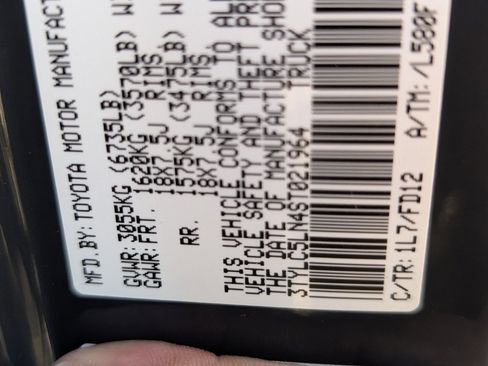 MFD.BY: TOYOTA MOTOR MANUFACT
GVWR: 3055KG (6735LB)
GAWR: FRT. 1620KG (3570LB) W
18X7.5J RIMS
RR. 1575KG (3475LB) W
18X7.5J RIMS
THIS VEHICLE CONFORMS TO A
VEHICLE SAFETY AND THEFT PR
THE DATE OF MANUFACTURE SHOW
3TYLC5LN4ST021964 TRUCK
C/TR: 1L7/FD12 A/TM: /L580F